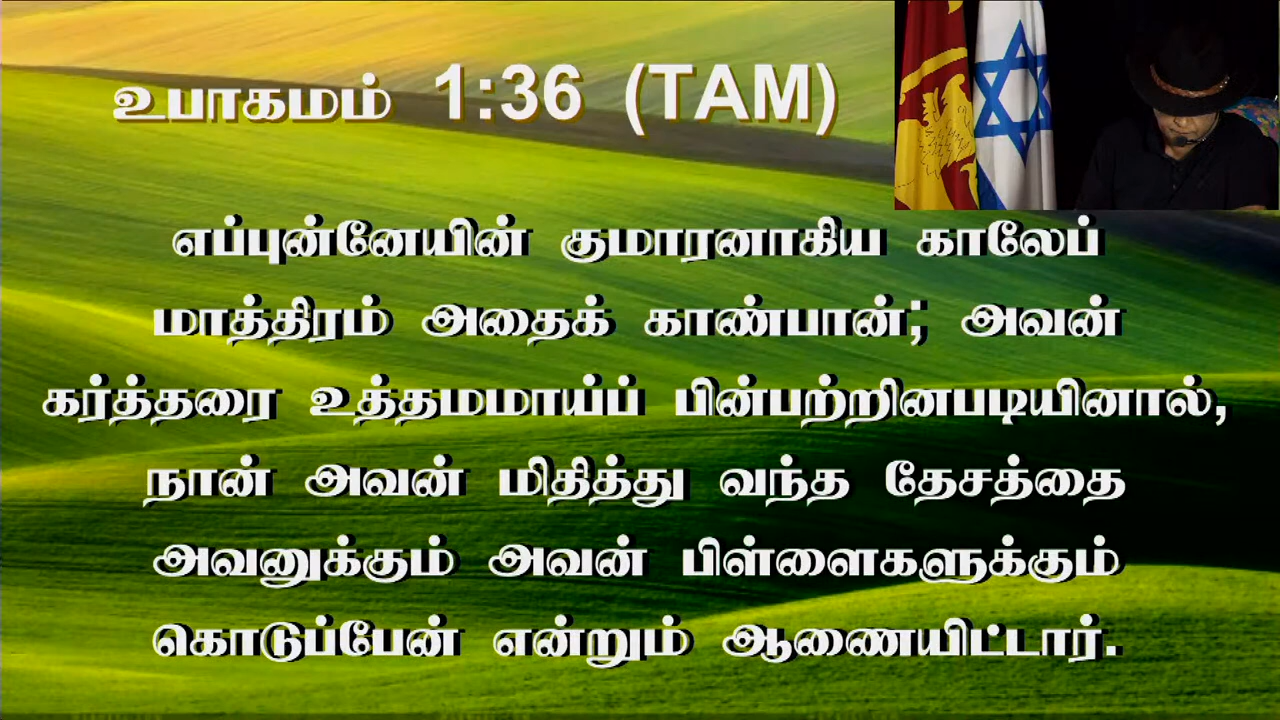 உபாகமம் 1:36 (TAM)
எப்புன்னேயின் குமாரனாகிய காலேப்
மாத்திரம் அதைக் காண்பான்; அவன்
கர்த்தரை உத்தமமாய்ப் பின்பற்றினபடியினால்,
நான் அவன் மிதித்து வந்த தேசத்தை
அவனுக்கும் அவன் பிள்ளைகளுக்கும்
கொடுப்பேன் என்றும் ஆணையிட்டார்.